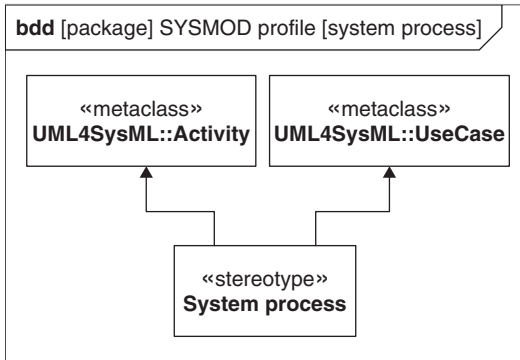 bdd [package] SYSMOD profile [system process]
«metaclass»
UML4SysML::Activity
«metaclass»
UML4SysML::UseCase
«stereotype»
System process